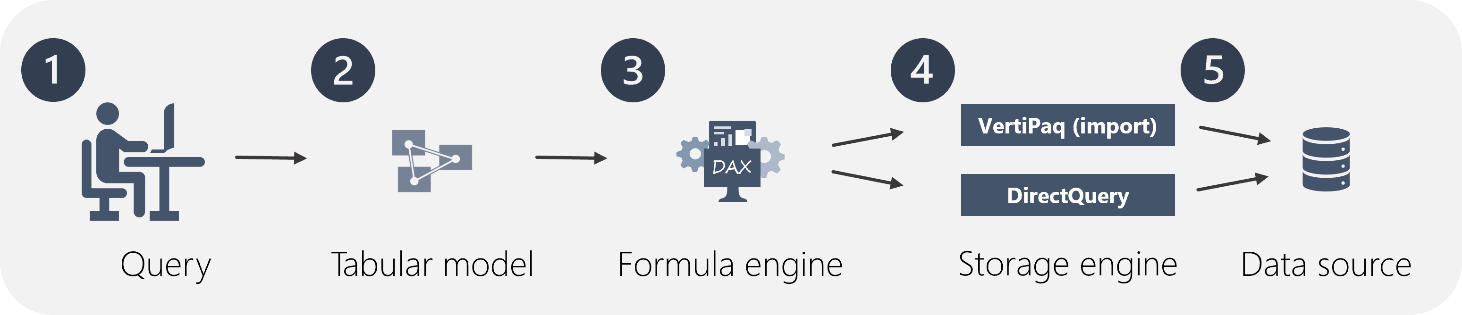 1
2
3
4
5
VertiPaq (import)
DAX
DirectQuery
Query
Tabular model
Formula engine
Storage engine
Data source